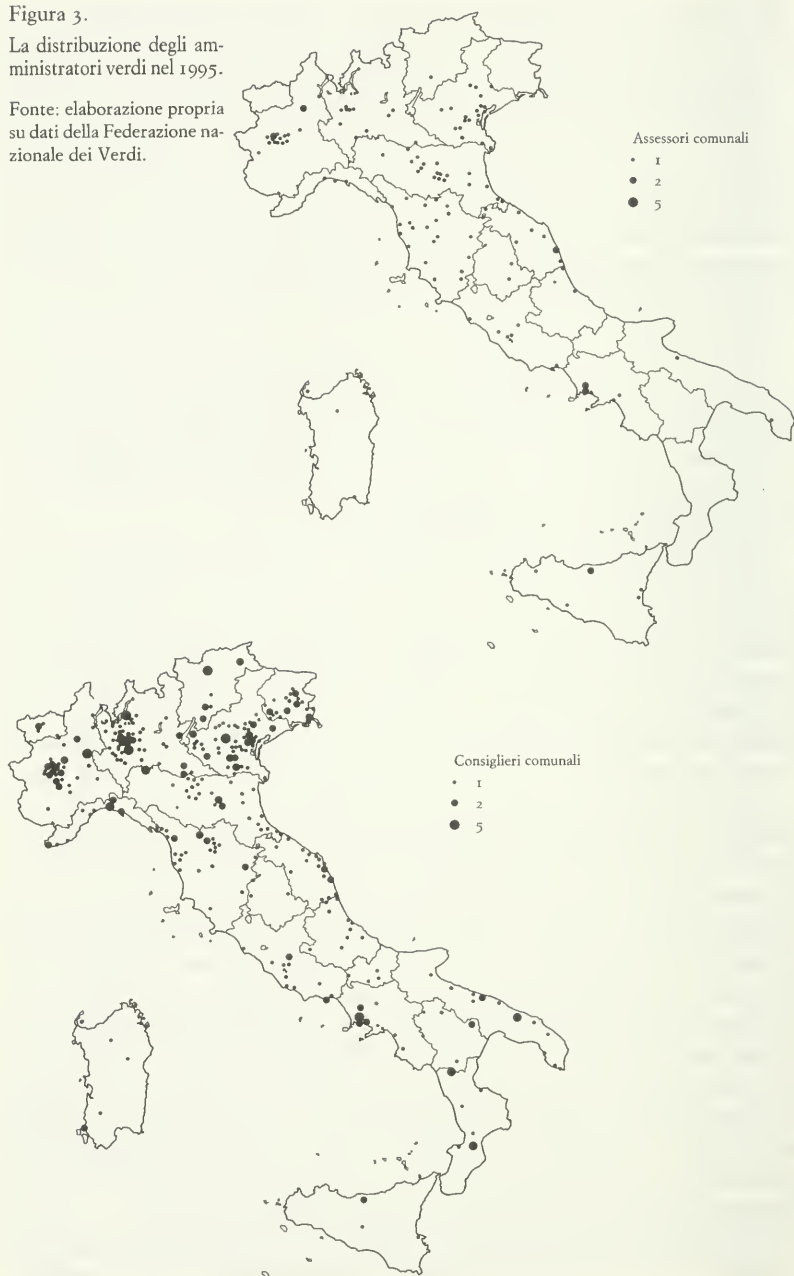 Figura 3.
La distribuzione degli am-
ministratori verdi nel 1995.
Fonte: elaborazione propria
su dati della Federazione na-
zionale dei Verdi.
Assessori comunali
1
2
5
Consiglieri comunali
1
2
5